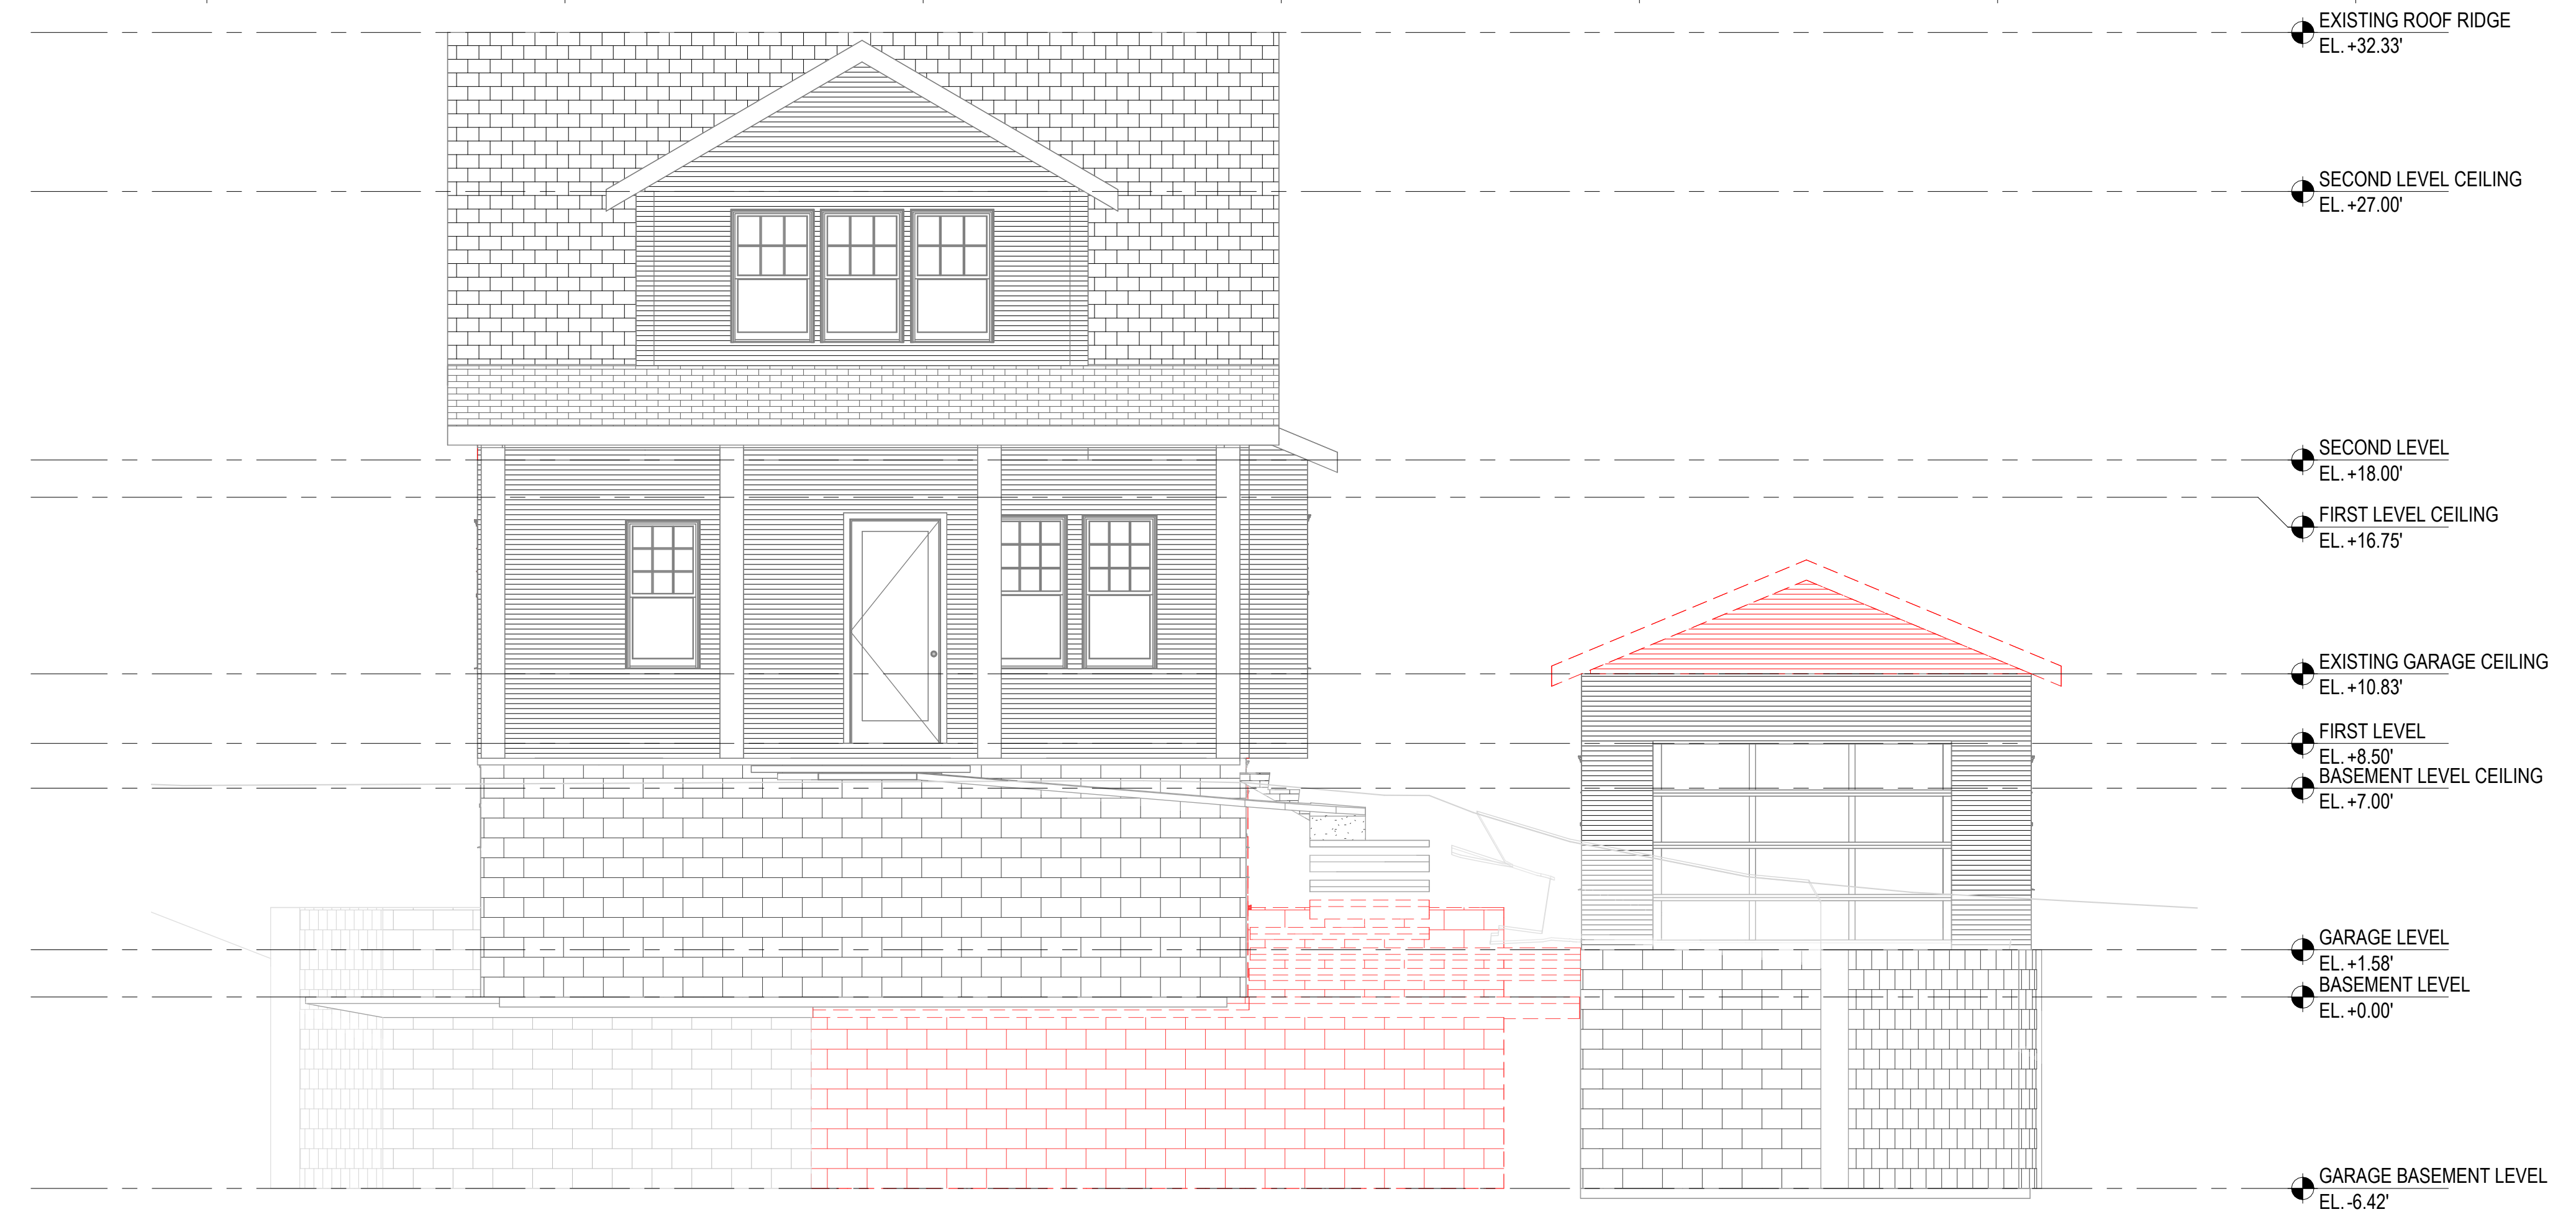 EXISTING ROOF RIDGE
EL. +32.33'
SECOND LEVEL CEILING
EL. +27.00'
SECOND LEVEL
EL. +18.00'
FIRST LEVEL CEILING
EL. +16.75'
EXISTING GARAGE CEILING
EL. +10.83'
FIRST LEVEL
EL. +8.50'
BASEMENT LEVEL CEILING
EL. +7.00'
GARAGE LEVEL
EL. +1.58'
BASEMENT LEVEL
EL. +0.00'
GARAGE BASEMENT LEVEL
EL. -6.42'